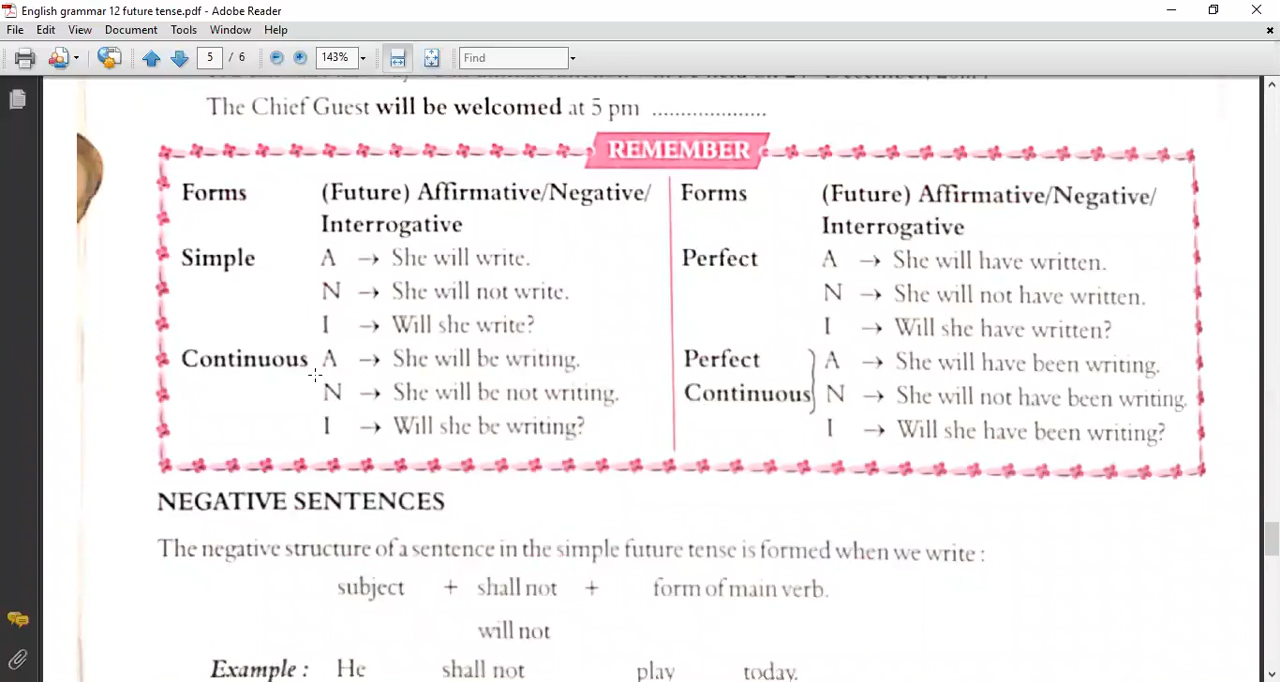 English grammar 12 future tense.pdf - Adobe Reader
File Edit View Document Tools Window Help
5 / 6 143% Find
The Chief Guest will be welcomed at 5 pm ....................
REMEMBER
Forms (Future) Affirmative/Negative/
Interrogative
Simple A → She will write.
N → She will not write.
I → Will she write?
Continuous A → She will be writing.
N → She will be not writing.
I → Will she be writing?
Forms (Future) Affirmative/Negative/
Interrogative
Perfect A → She will have written.
N → She will not have written.
I → Will she have written?
Perfect A → She will have been writing.
Continuous N → She will not have been writing.
I → Will she have been writing?
NEGATIVE SENTENCES
The negative structure of a sentence in the simple future tense is formed when we write :
subject + shall not + form of main verb.
will not
Example : He shall not play today.